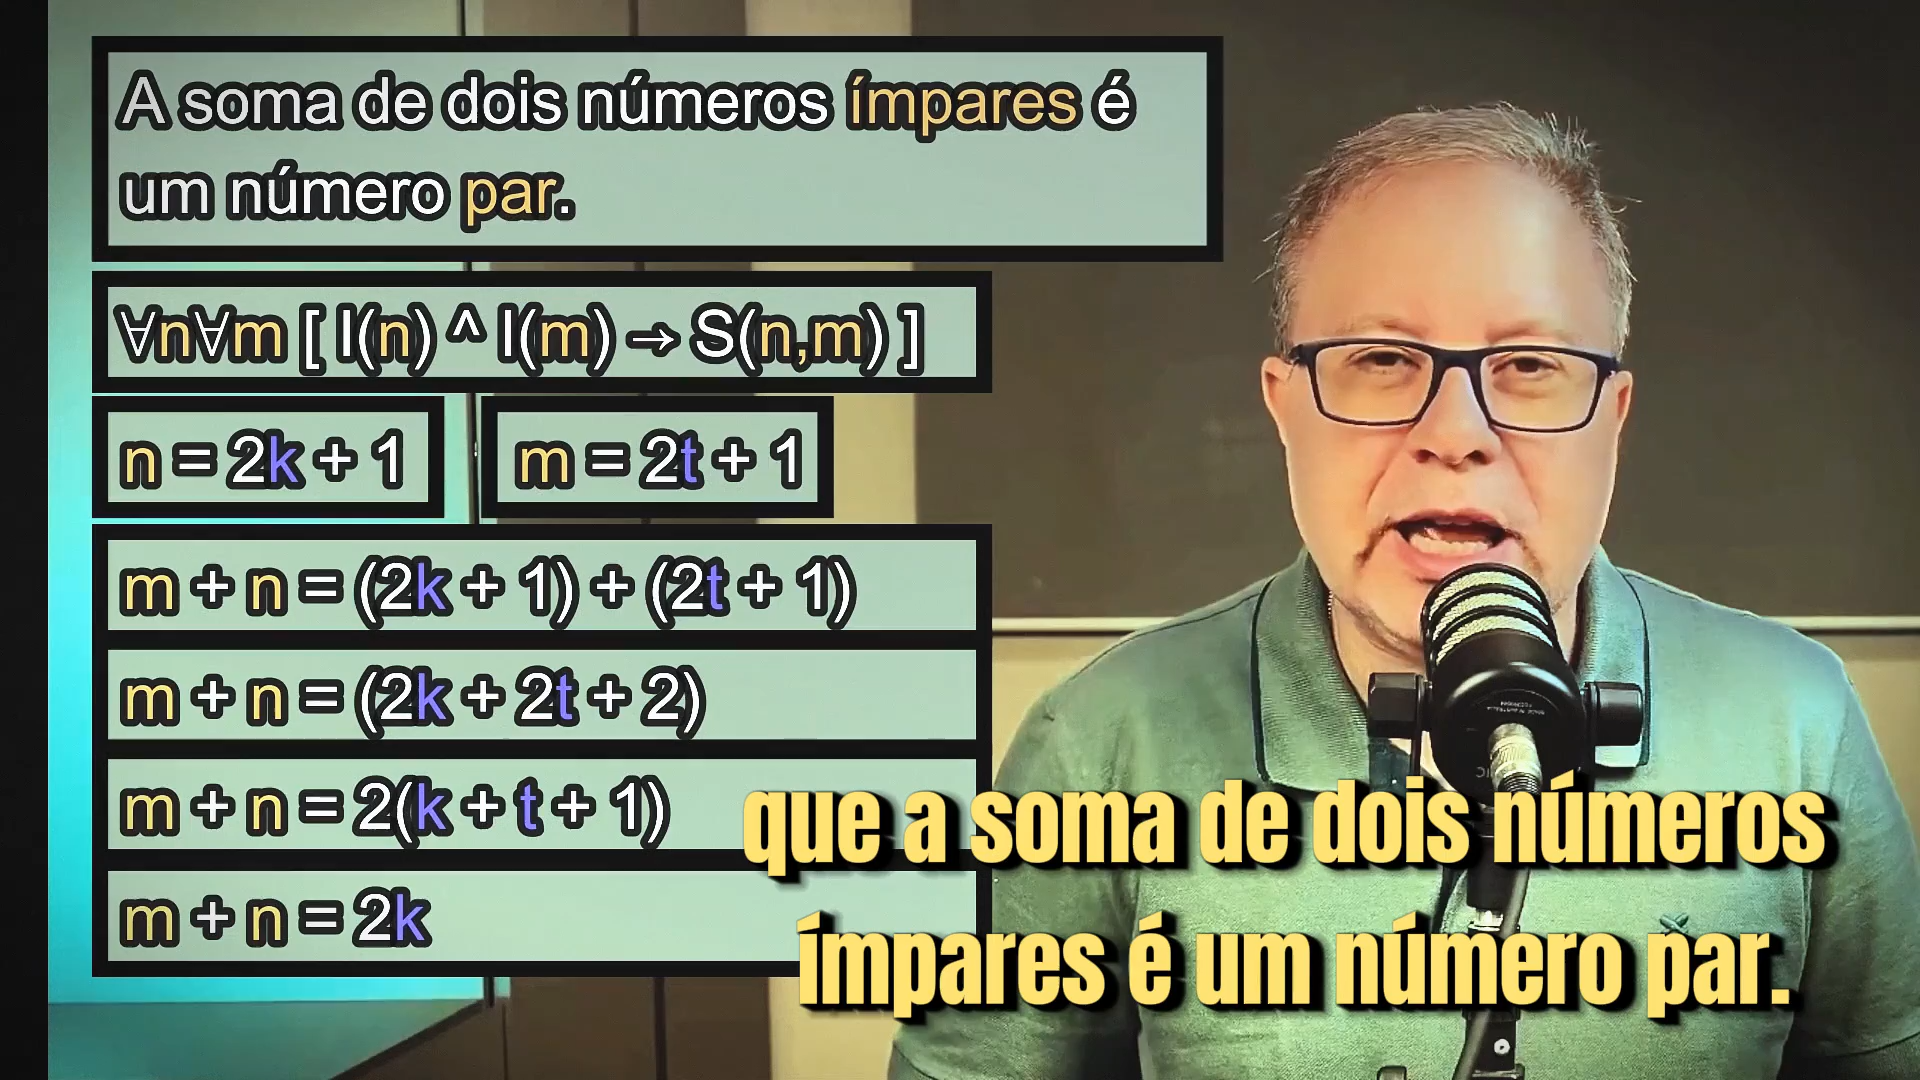 A soma de dois números ímpares é
um número par.
∀n∀m [ I(n) ^ I(m) → S(n,m) ]
n = 2k + 1
m = 2t + 1
m + n = (2k + 1) + (2t + 1)
m + n = (2k + 2t + 2)
m + n = 2(k + t + 1)
m + n = 2k
que a soma de dois números
ímpares é um número par.